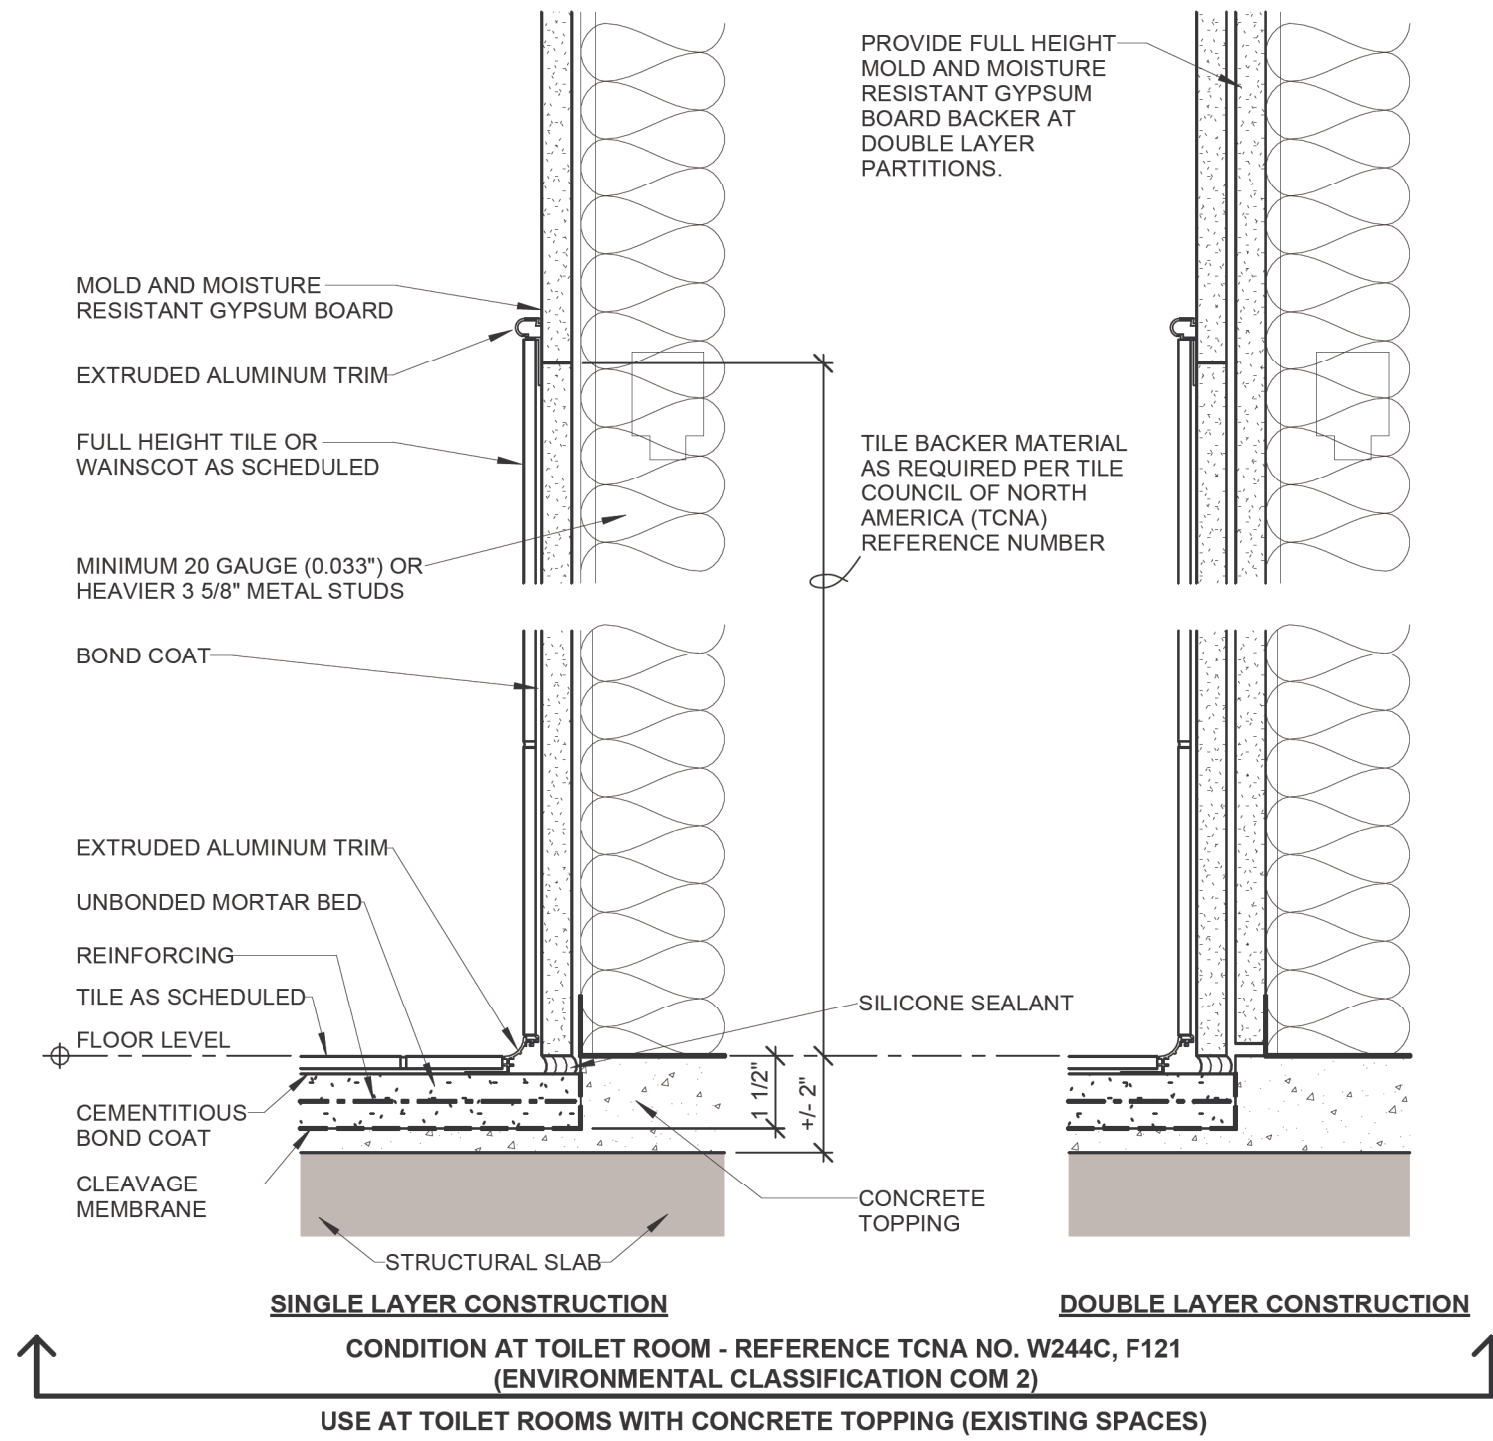 PROVIDE FULL HEIGHT
MOLD AND MOISTURE
RESISTANT GYPSUM
BOARD BACKER AT
DOUBLE LAYER
PARTITIONS.
MOLD AND MOISTURE
RESISTANT GYPSUM BOARD
EXTRUDED ALUMINUM TRIM
FULL HEIGHT TILE OR
WAINSCOT AS SCHEDULED
TILE BACKER MATERIAL
AS REQUIRED PER TILE
COUNCIL OF NORTH
AMERICA (TCNA)
REFERENCE NUMBER
MINIMUM 20 GAUGE (0.033") OR
HEAVIER 3 5/8" METAL STUDS
BOND COAT
EXTRUDED ALUMINUM TRIM
UNBONDED MORTAR BED
REINFORCING
TILE AS SCHEDULED
SILICONE SEALANT
FLOOR LEVEL
1 1/2"
+/- 2"
CEMENTITIOUS
BOND COAT
CLEAVAGE
MEMBRANE
CONCRETE
TOPPING
STRUCTURAL SLAB
SINGLE LAYER CONSTRUCTION
DOUBLE LAYER CONSTRUCTION
CONDITION AT TOILET ROOM - REFERENCE TCNA NO. W244C, F121
(ENVIRONMENTAL CLASSIFICATION COM 2)
USE AT TOILET ROOMS WITH CONCRETE TOPPING (EXISTING SPACES)